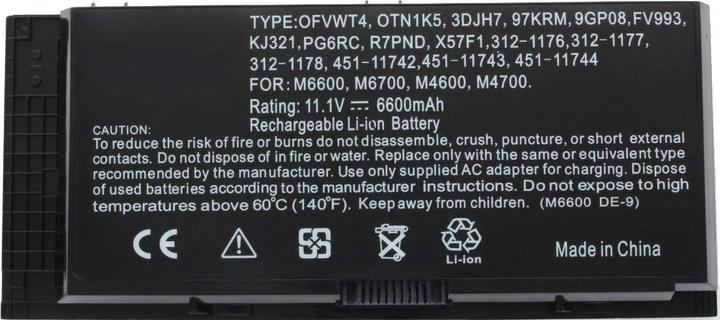 TYPE:OFVWT4, OTN1K5, 3DJH7, 97KRM, 9GP08,FV993,
KJ321,PG6RC, R7PND, X57F1,312-1176,312-1177,
312-1178, 451-11742,451-11743, 451-11744
FOR: M6600, M6700, M4600, M4700.
Rating: 11.1V ⎓ 6600mAh
Rechargeable Li-ion Battery
CAUTION:
To reduce the risk of fire or burns do not disassemble, crush, puncture, or short external
contacts. Do not dispose of in fire or water. Replace only with the same or equivalent type
recommended by the manufacturer. Use only supplied AC adapter for charging. Dispose
of used batteries according to the manufacturer instructions. Do not expose to high
temperatures above 60°C (140°F). Keep away from children. (M6600 DE-9)
CE
Li-ion
Made in China